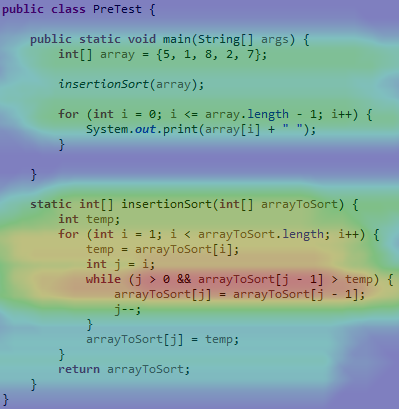 public class PreTest {
public static void main(String[] args) {
int[] array = {5, 1, 8, 2, 7};
insertionSort(array);
for (int i = 0; i <= array.length - 1; i++) {
System.out.print(array[i] + " ");
}
}
static int[] insertionSort(int[] arrayToSort) {
int temp;
for (int i = 1; i < arrayToSort.length; i++) {
temp = arrayToSort[i];
int j = i;
while (j > 0 && arrayToSort[j - 1] > temp) {
arrayToSort[j] = arrayToSort[j - 1];
j--;
}
arrayToSort[j] = temp;
}
return arrayToSort;
}
}